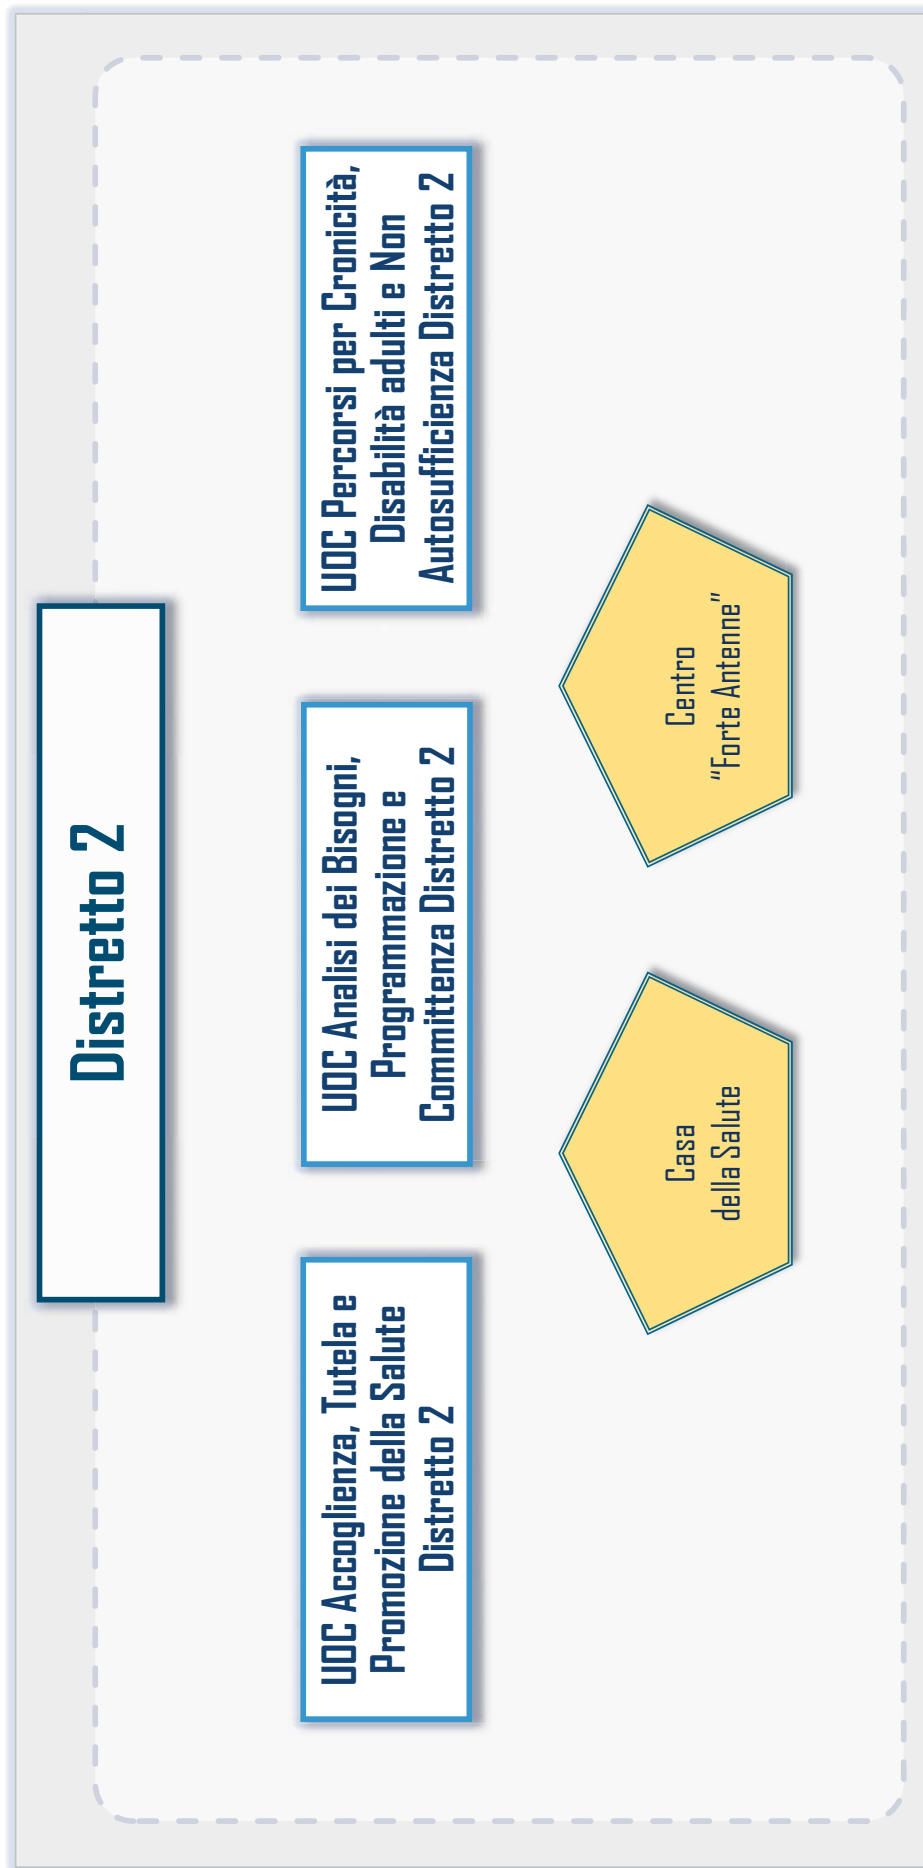 Distretto 2
UOC Accoglienza, Tutela e
Promozione della Salute
Distretto 2
UOC Analisi dei Bisogni,
Programmazione e
Committenza Distretto 2
UOC Percorsi per Cronicità,
Disabilità adulti e Non
Autosufficienza Distretto 2
Casa
della Salute
Centro
“Forte Antenne”